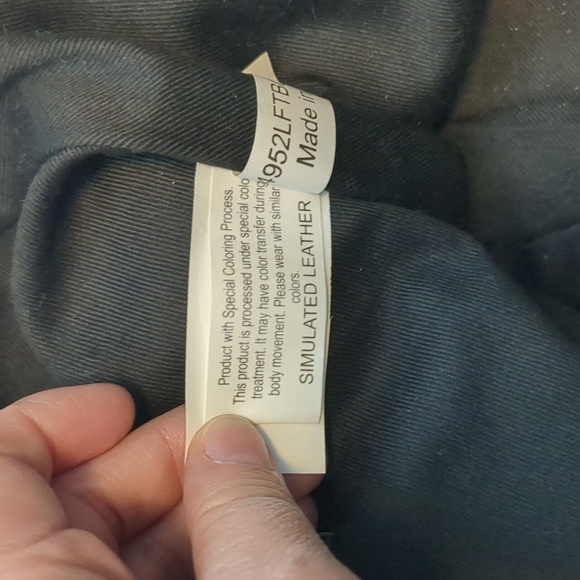 952LFTB
Made in
Product with Special Coloring Process.
This product is processed under special colo
treatment. It may have color transfer during
body movement. Please wear with similar
colors.
SIMULATED LEATHER